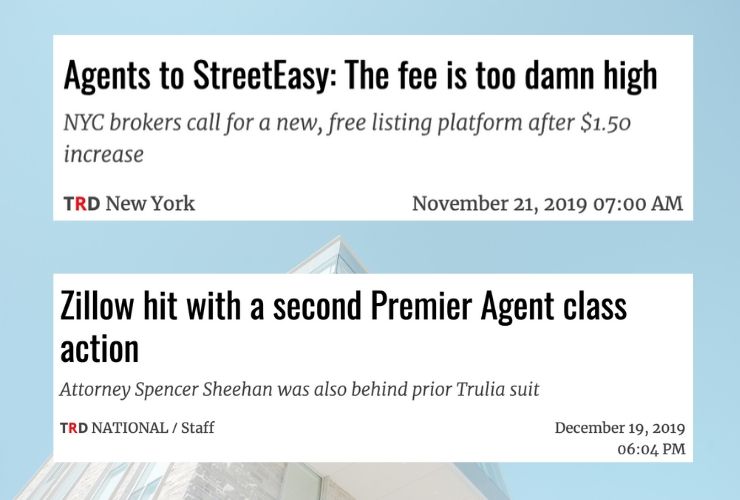 Agents to StreetEasy: The fee is too damn high
NYC brokers call for a new, free listing platform after $1.50
increase
TRD New York November 21, 2019 07:00 AM
Zillow hit with a second Premier Agent class
action
Attorney Spencer Sheehan was also behind prior Trulia suit
TRD NATIONAL / Staff December 19, 2019
06:04 PM